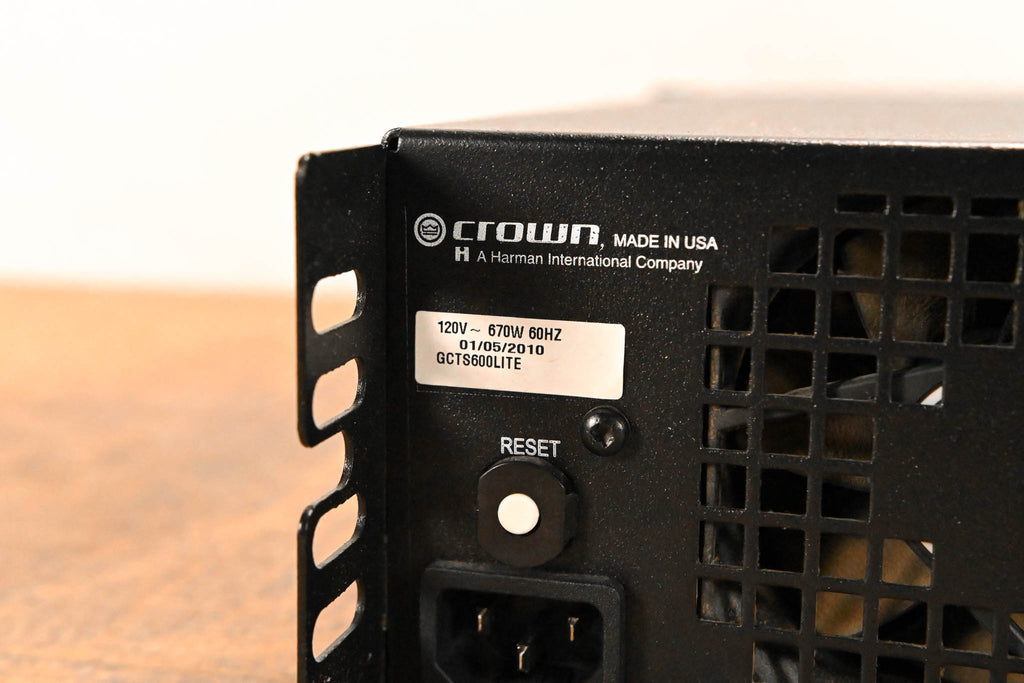 crown, MADE IN USA
H A Harman International Company
120V~ 670W 60HZ
01/05/2010
GCTS600LITE
RESET